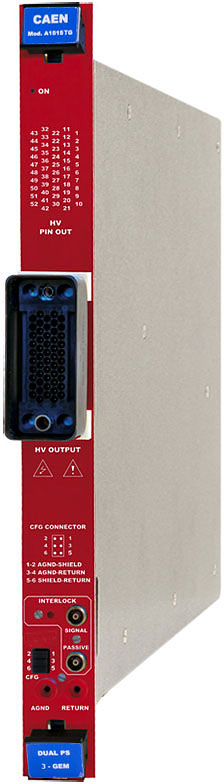 CAEN
Mod. A1515TG
ON
32 11
43 22 1
33 12
44 23 2
34 13
45 24 3
35 14
46 25 4
36 15
47 26 5
37 16
48 27 6
38 17
49 28 7
39 18
50 29 8
40 19
51 30 9
41 20
52 31 10
42 21
HV
PIN OUT
HV OUTPUT
CFG CONNECTOR
2 1
4 3
6 5
1-2 AGND-SHIELD
3-4 AGND-RETURN
5-6 SHIELD-RETURN
INTERLOCK
SIGNAL
PASSIVE
2 1
4 3
6 5
CFG
AGND RETURN
DUAL PS
3 - GEM